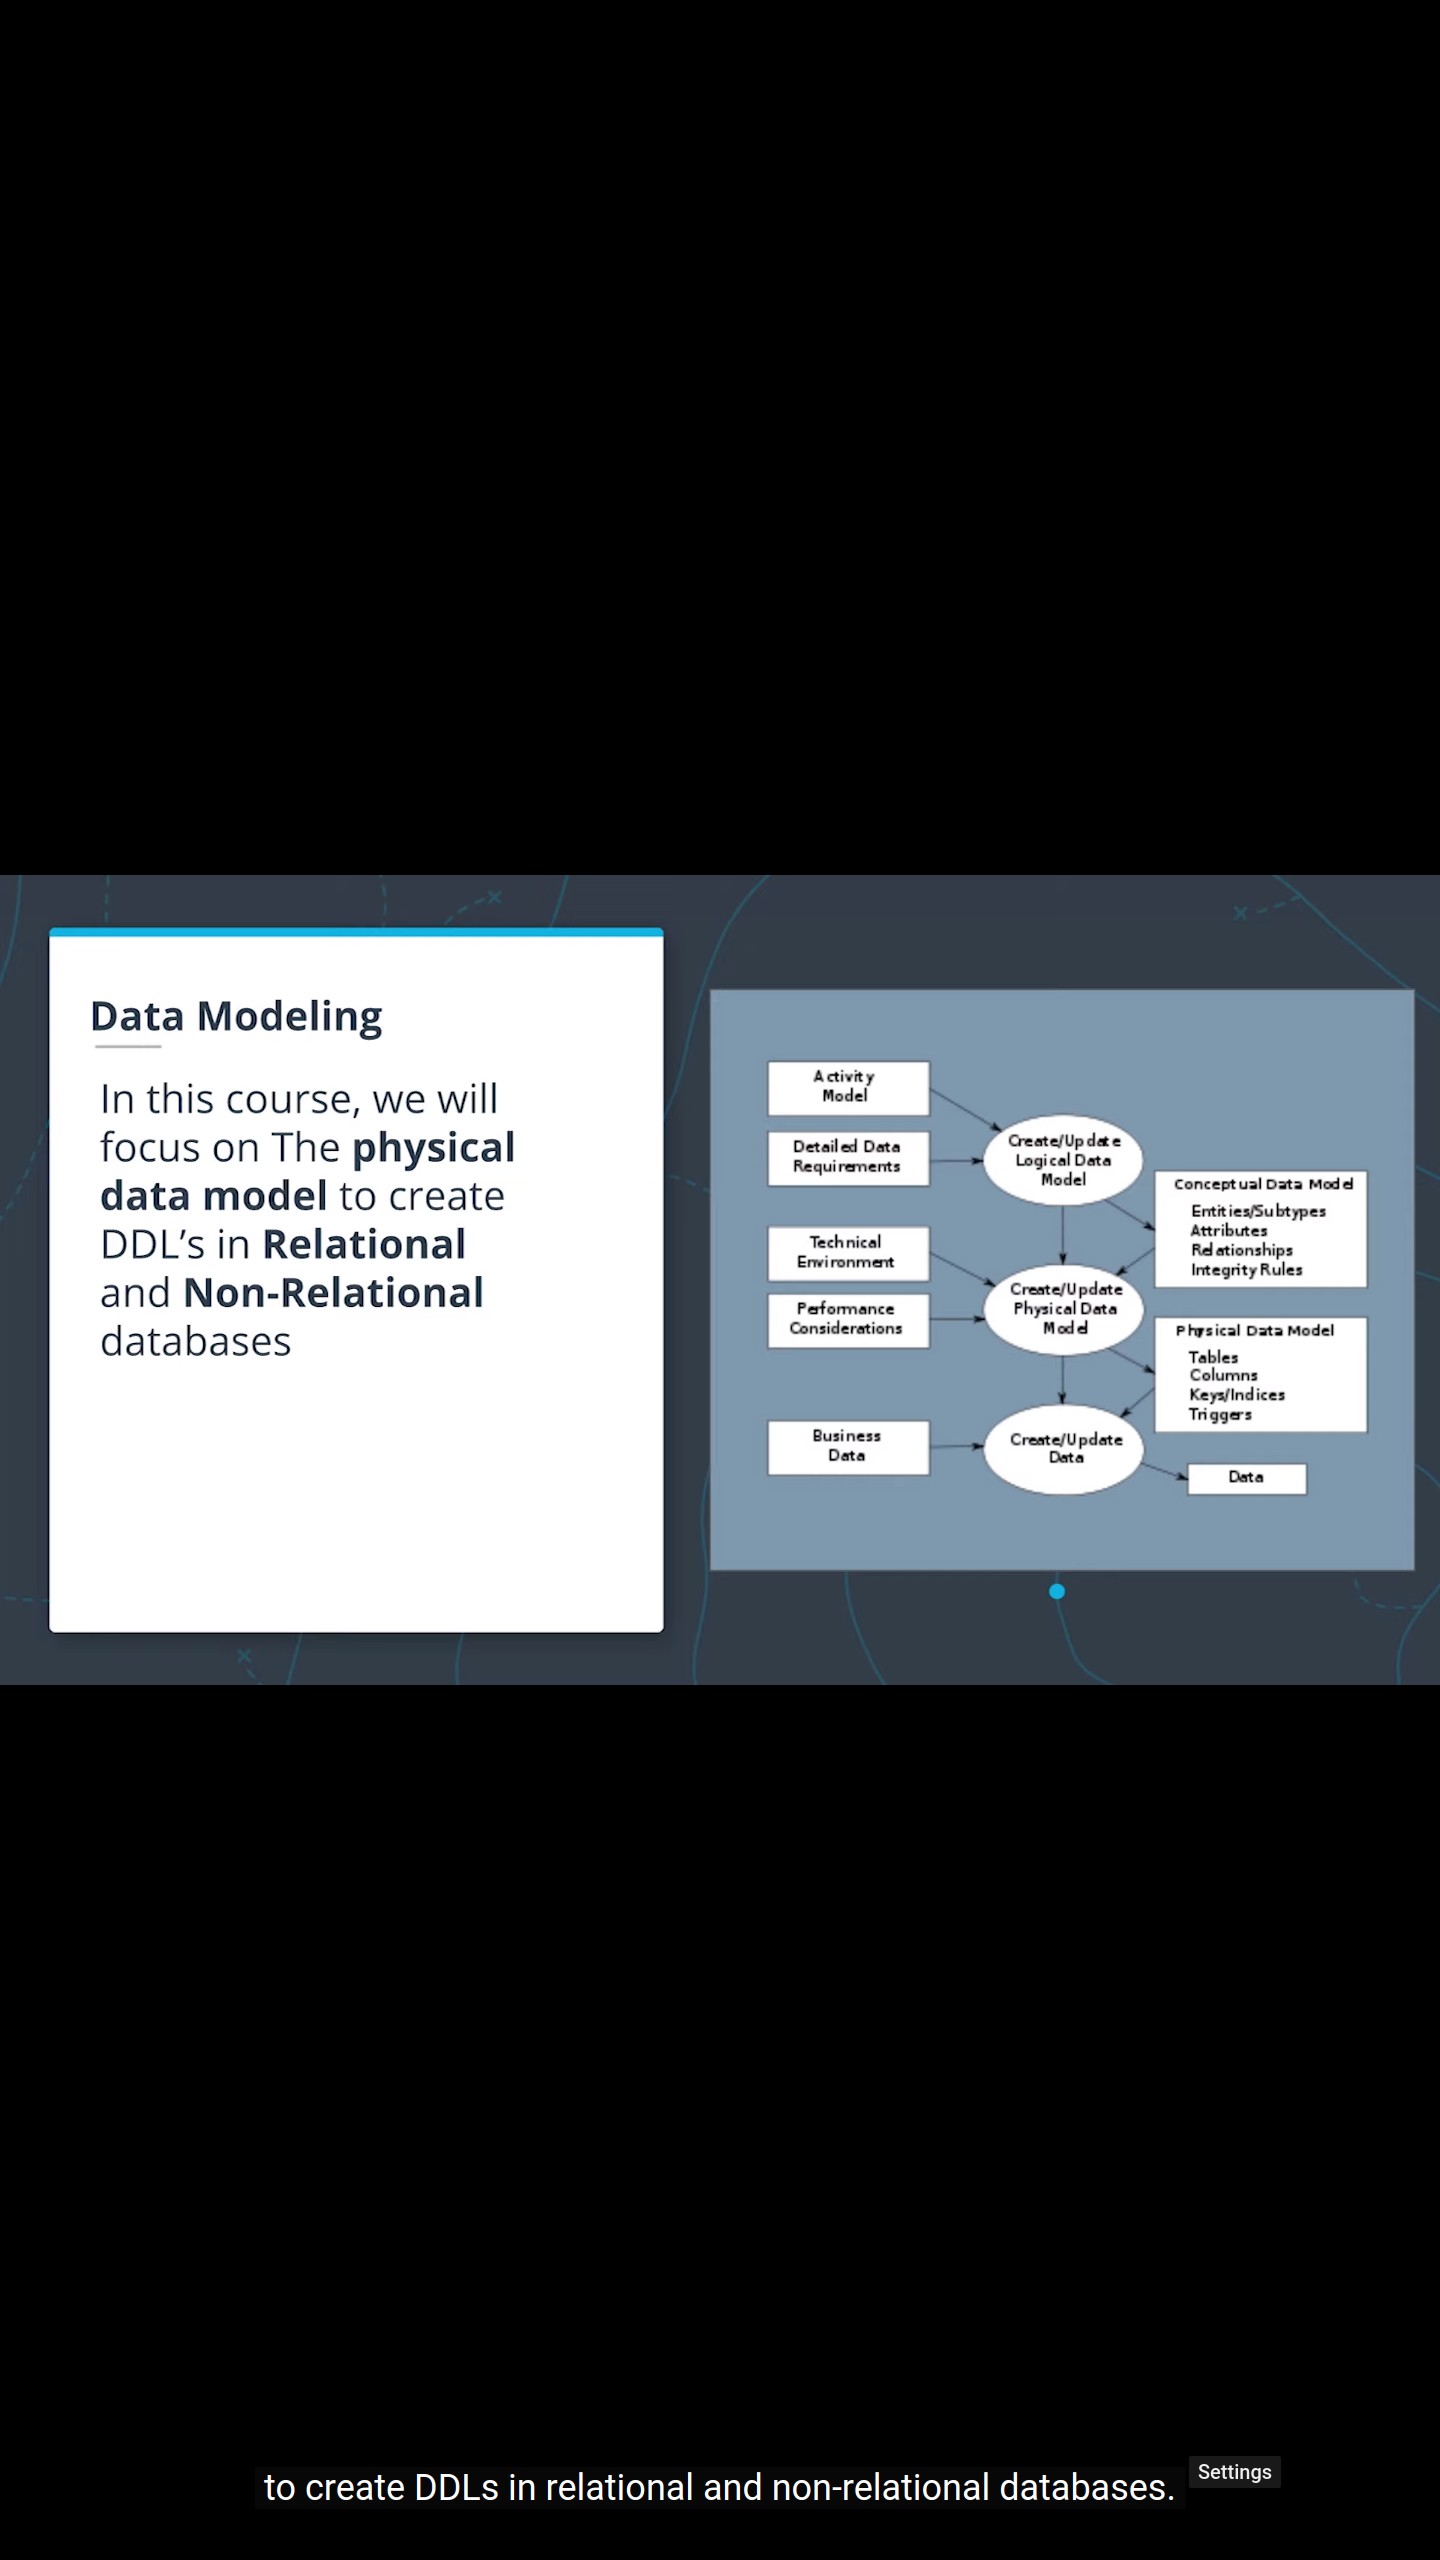 Data Modeling
In this course, we will
focus on The physical
data model to create
DDL’s in Relational
and Non-Relational
databases
Activity
Model
Detailed Data
Requirements
Create/Update
Logical Data
Model
Conceptual Data Model
Entities/Subtypes
Attributes
Relationships
Integrity Rules
Technical
Environment
Performance
Considerations
Create/Update
Physical Data
Model
Physical Data Model
Tables
Columns
Keys/Indices
Triggers
Business
Data
Create/Update
Data
Data
to create DDLs in relational and non-relational databases.
Settings